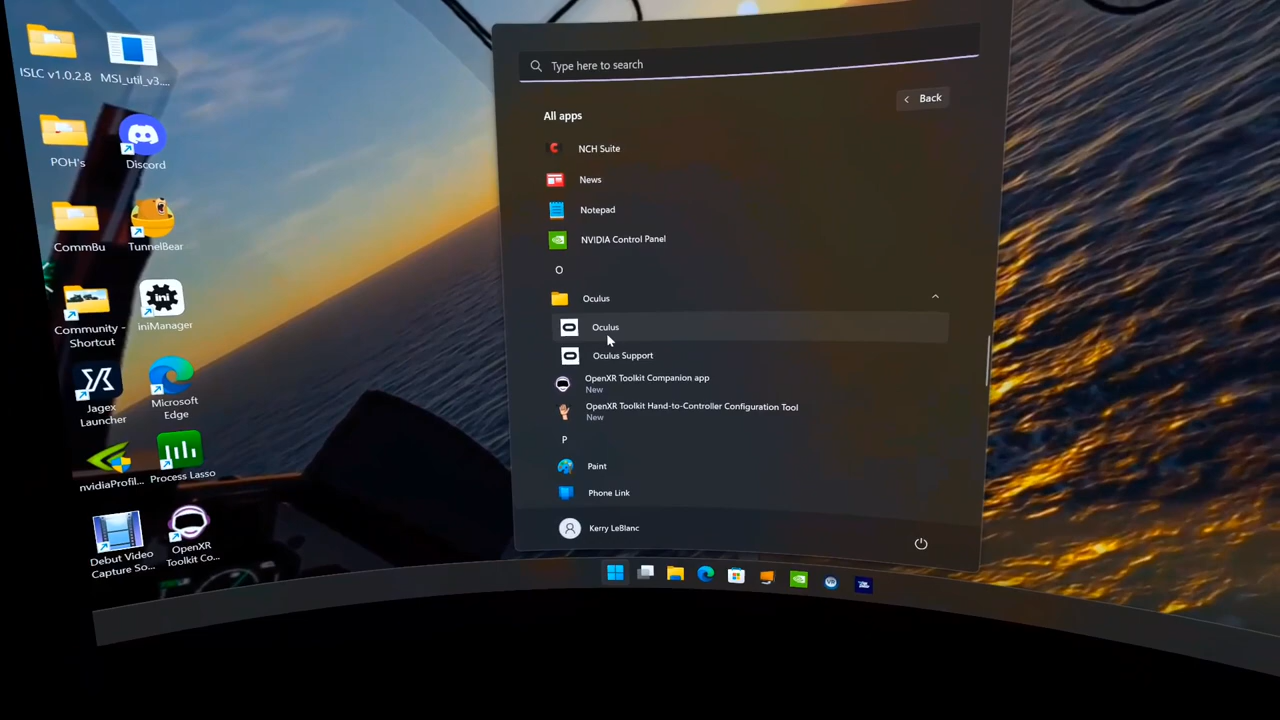 ISLC v1.0.2.8
MSI_util_v3....
POH's
Discord
CommBu
TunnelBear
Community -
Shortcut
ini
iniManager
Jagex
Launcher
Microsoft
Edge
nvidiaProfil...
Process Lasso
Debut Video
Capture So...
OpenXR
Toolkit Co...
Type here to search
Back
All apps
NCH Suite
News
Notepad
NVIDIA Control Panel
O
Oculus
Oculus
Oculus Support
OpenXR Toolkit Companion app
New
OpenXR Toolkit Hand-to-Controller Configuration Tool
New
P
Paint
Phone Link
Kerry LeBlanc